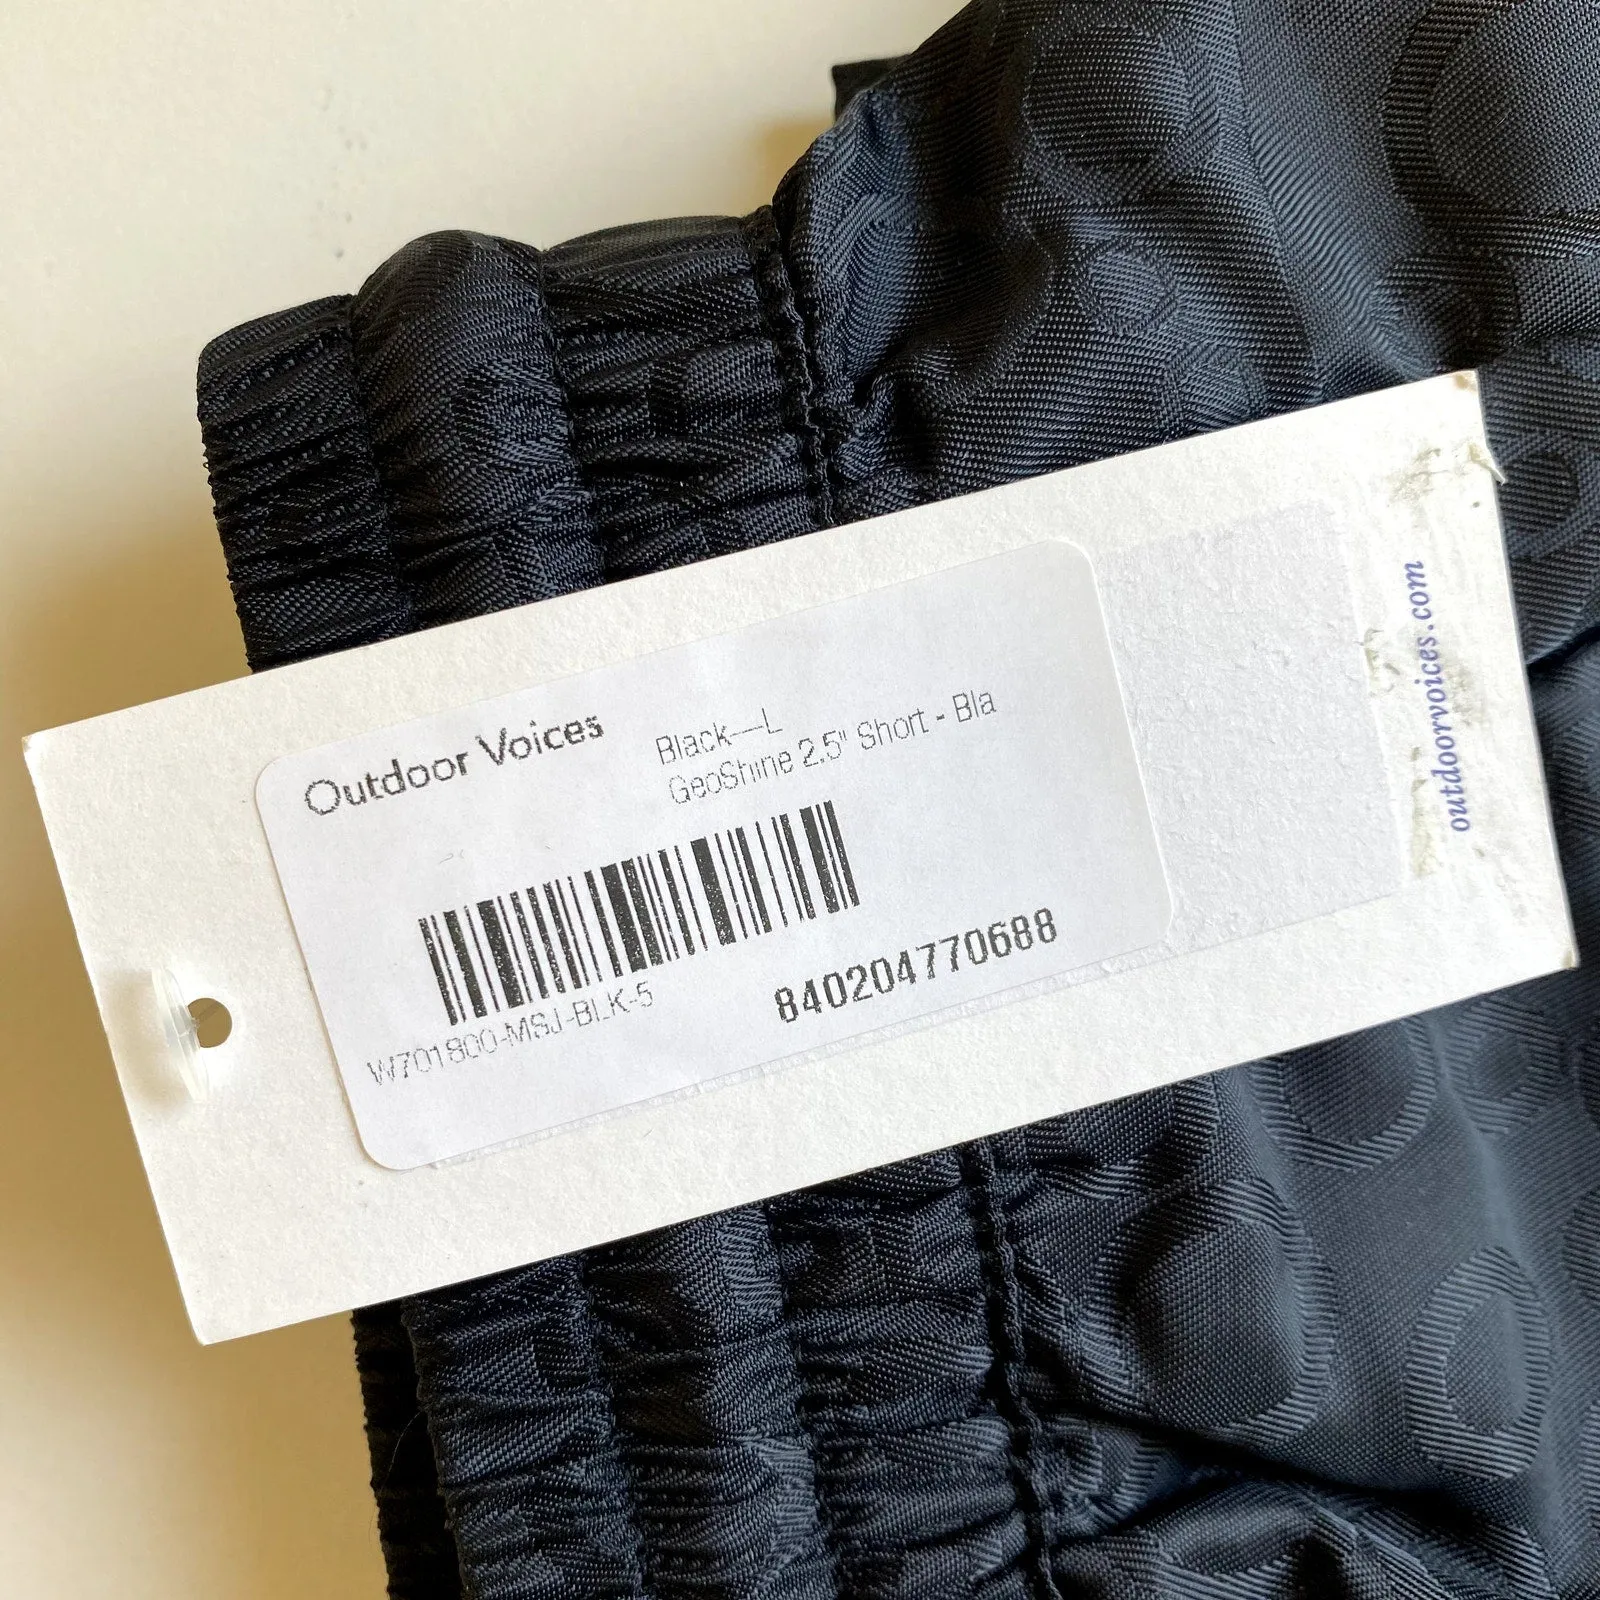 Outdoor Voices
Black—L
GeoShine 2.5" Short - Bla
W701800-MSJ-BLK-5
840204770688
outdoorvoices.com